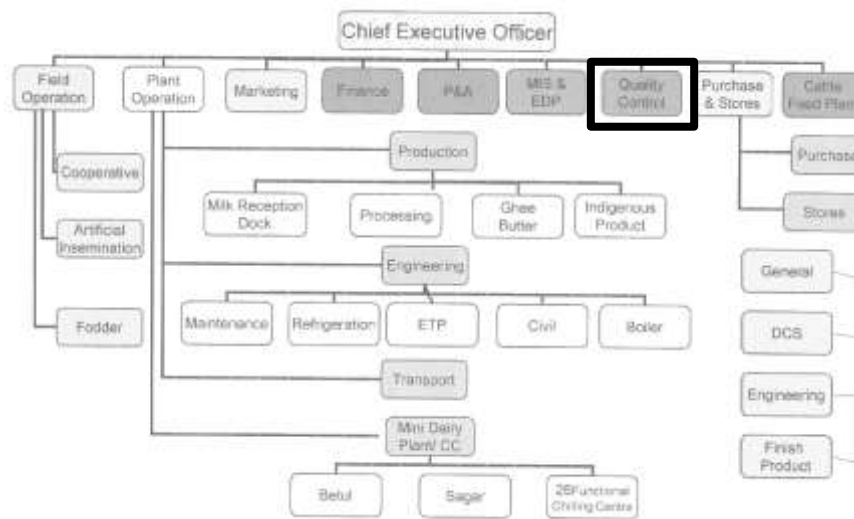 Chief Executive Officer
Field
Operation
Plant
Operation
Marketing
Finance
P&A
MIS &
EDP
Quality
Control
Purchase
& Stores
Cattle
Feed Plant
Cooperative
Artificial
Insemination
Fodder
Production
Milk Reception
Dock
Processing
Ghee
Butter
Indigenous
Product
Engineering
Maintenance
Refrigeration
ETP
Civil
Boiler
Transport
Mini Dairy
Plant/ CC
Betul
Sagar
26Functional
Chilling Centre
Purchase
Stores
General
DCS
Engineering
Finish
Product